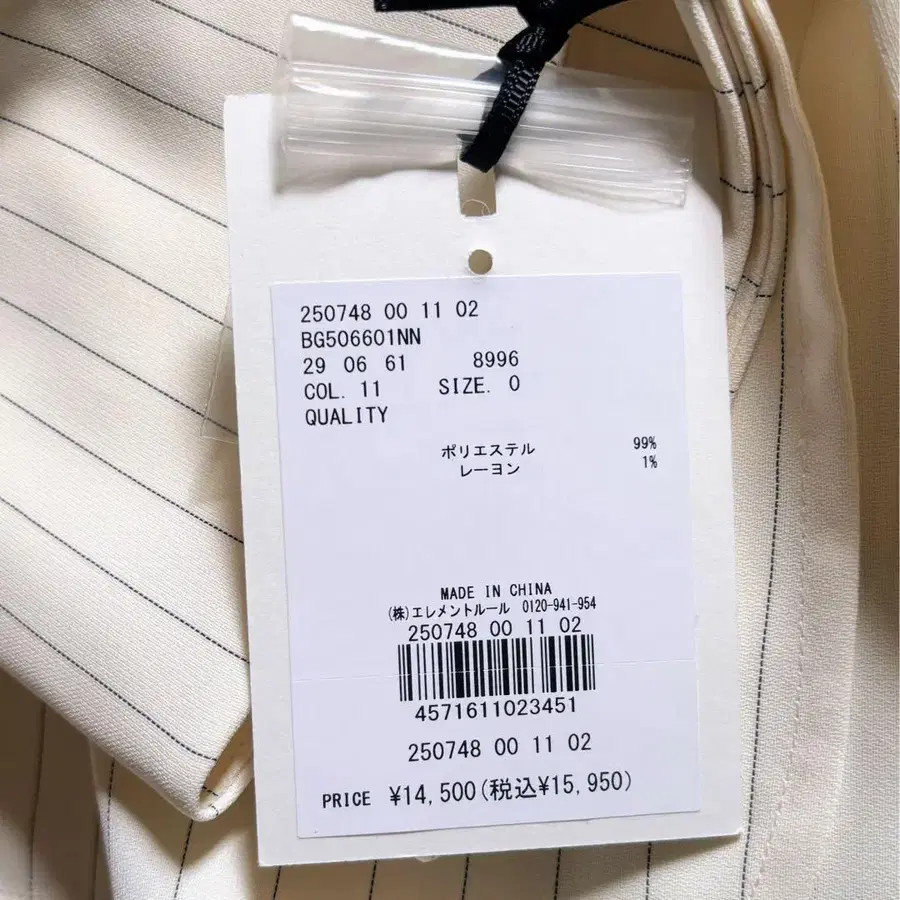 250748 00 11 02
BG506601NN
29 06 61 8996
COL. 11 SIZE. 0
QUALITY
ポリエステル 99%
レーヨン 1%
MADE IN CHINA
(株)エレメントルール 0120-941-954
250748 00 11 02
4571611023451
250748 00 11 02
PRICE ¥14,500(税込¥15,950)